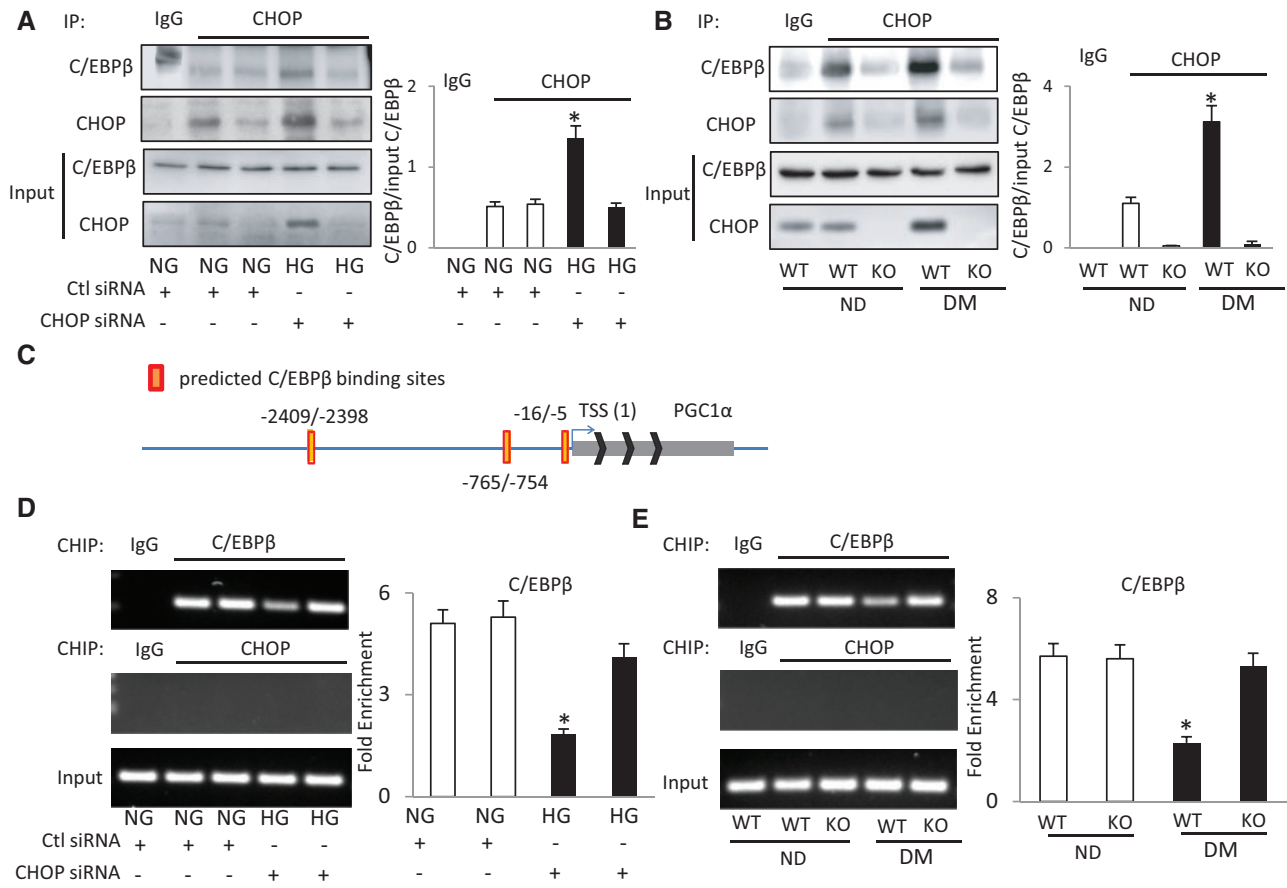 A
IP: IgG CHOP
C/EBPβ
CHOP
Input
C/EBPβ
CHOP
NG NG NG HG HG
Ctl siRNA + + + - -
CHOP siRNA - - - + +
C/EBPβ/input C/EBPβ
2
1
0
IgG CHOP
*
NG NG NG HG HG
+ + + - -
- - - + +
B
IP: IgG CHOP
C/EBPβ
CHOP
Input
C/EBPβ
CHOP
WT WT KO WT KO
ND DM
C/EBPβ/input C/EBPβ
4
2
0
IgG CHOP
*
WT WT KO WT KO
ND DM
C
predicted C/EBPβ binding sites
-2409/-2398 -16/-5 TSS (1) PGC1α
-765/-754
D
CHIP: IgG C/EBPβ
CHIP: IgG CHOP
Input
NG NG NG HG HG
Ctl siRNA + + + - -
CHOP siRNA - - - + +
C/EBPβ
Fold Enrichment
6
3
0
*
NG NG HG HG
+ + - -
- - + +
E
CHIP: IgG C/EBPβ
CHIP: IgG CHOP
Input
WT WT KO WT KO
ND DM
C/EBPβ
Fold Enrichment
8
4
0
*
WT KO WT KO
ND DM